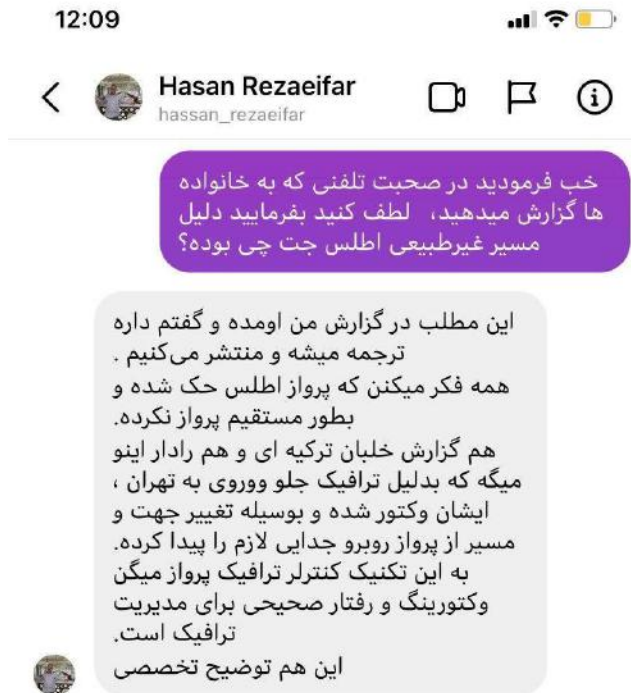 12:09
Hasan Rezaeifar
hassan_rezaeifar
خب فرمودید در صحبت تلفنی که به خانواده
ها گزارش میدهید،  لطف کنید بفرمایید دلیل
مسیر غیرطبیعی اطلس جت چی بوده؟
این مطلب در گزارش من اومده و گفتم داره
ترجمه میشه و منتشر می‌کنیم .
همه فکر میکنن که پرواز اطلس حک شده و
بطور مستقیم پرواز نکرده.
هم گزارش خلبان ترکیه ای و هم رادار اینو
میگه که بدلیل ترافیک جلو ووروی به تهران ،
ایشان وکتور شده و بوسیله تغییر جهت و
مسیر از پرواز روبرو جدایی لازم را پیدا کرده.
به این تکنیک کنترلر ترافیک پرواز میگن
وکتورینگ و رفتار صحیحی برای مدیریت
ترافیک است.
این هم توضیح تخصصی